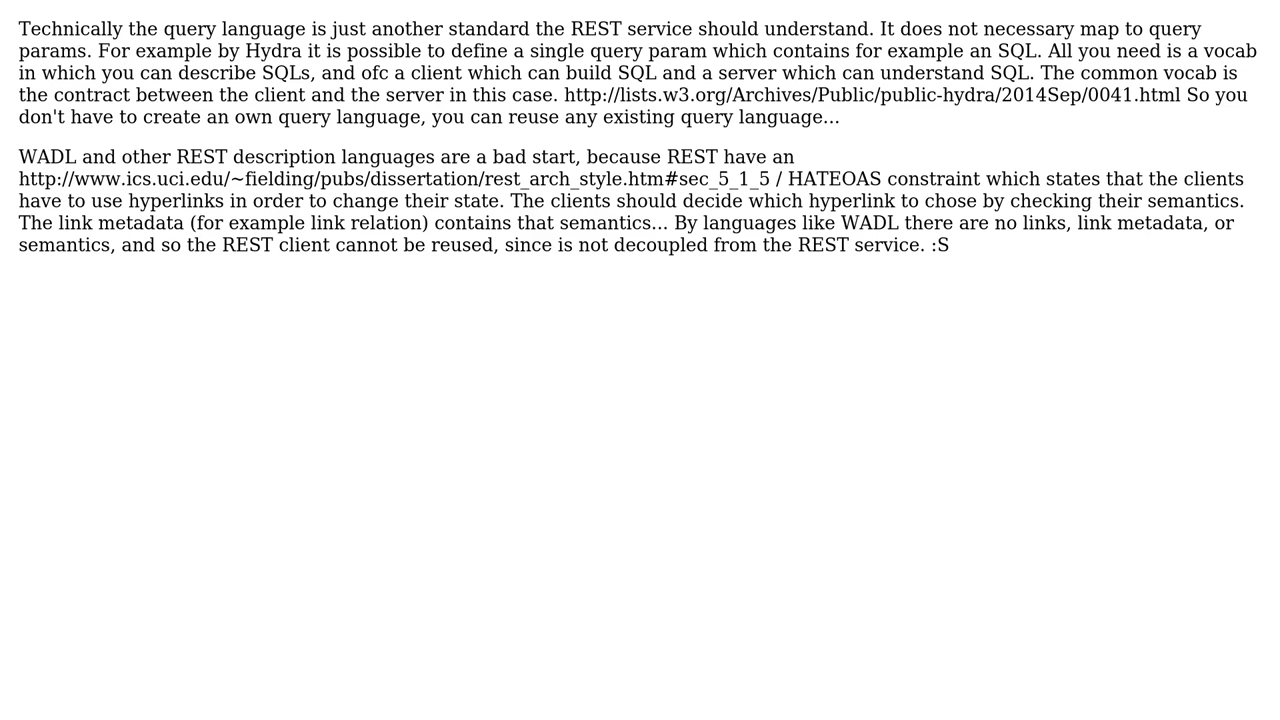 Technically the query language is just another standard the REST service should understand. It does not necessary map to query
params. For example by Hydra it is possible to define a single query param which contains for example an SQL. All you need is a vocab
in which you can describe SQLs, and ofc a client which can build SQL and a server which can understand SQL. The common vocab is
the contract between the client and the server in this case. http://lists.w3.org/Archives/Public/public-hydra/2014Sep/0041.html So you
don't have to create an own query language, you can reuse any existing query language...
WADL and other REST description languages are a bad start, because REST have an
http://www.ics.uci.edu/~fielding/pubs/dissertation/rest_arch_style.htm#sec_5_1_5 / HATEOAS constraint which states that the clients
have to use hyperlinks in order to change their state. The clients should decide which hyperlink to chose by checking their semantics.
The link metadata (for example link relation) contains that semantics... By languages like WADL there are no links, link metadata, or
semantics, and so the REST client cannot be reused, since is not decoupled from the REST service. :S